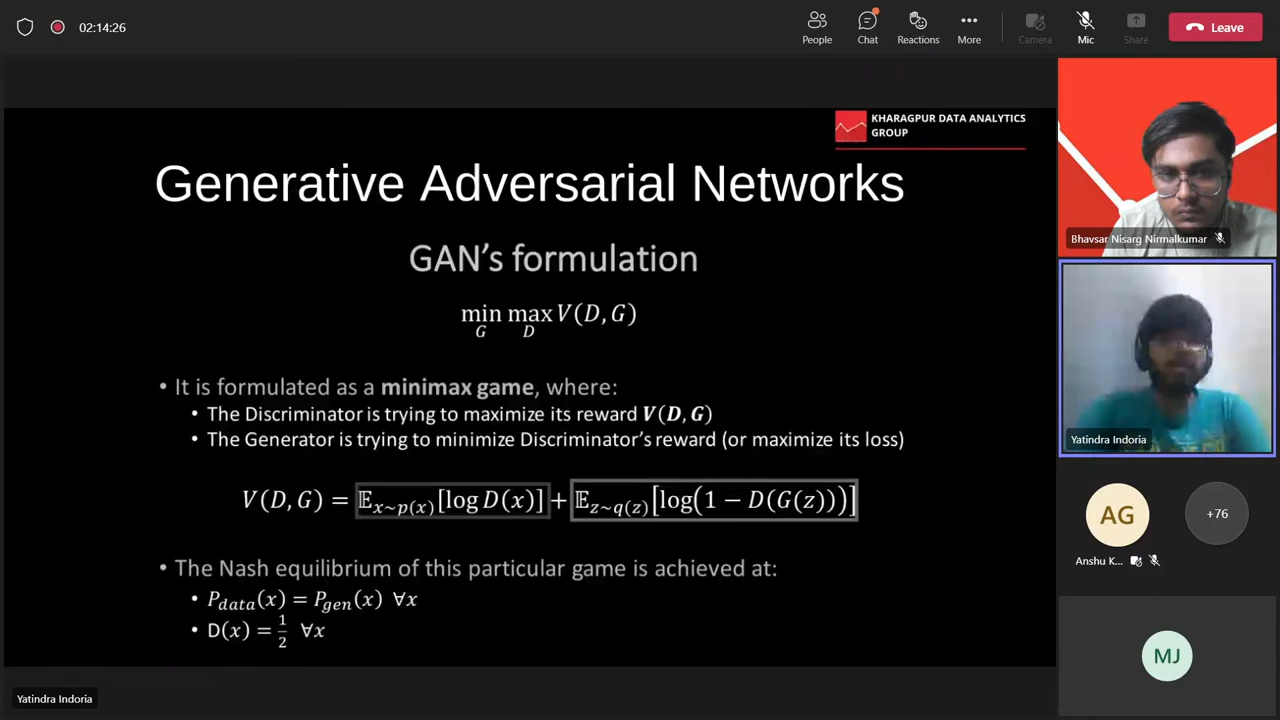 02:14:26
People
Chat
Reactions
More
Camera
Mic
Share
Leave
KHARAGPUR DATA ANALYTICS
GROUP
Generative Adversarial Networks
GAN's formulation
min max V(D, G)
G D
• It is formulated as a minimax game, where:
• The Discriminator is trying to maximize its reward V(D, G)
• The Generator is trying to minimize Discriminator's reward (or maximize its loss)
V(D, G) = 𝔼x~p(x)[log D(x)] + 𝔼z~q(z)[log(1 − D(G(z)))]
• The Nash equilibrium of this particular game is achieved at:
• Pdata(x) = Pgen(x) ∀x
• D(x) = 1/2 ∀x
Yatindra Indoria
Bhavsar Nisarg Nirmalkumar
Yatindra Indoria
AG
+76
Anshu K...
MJ